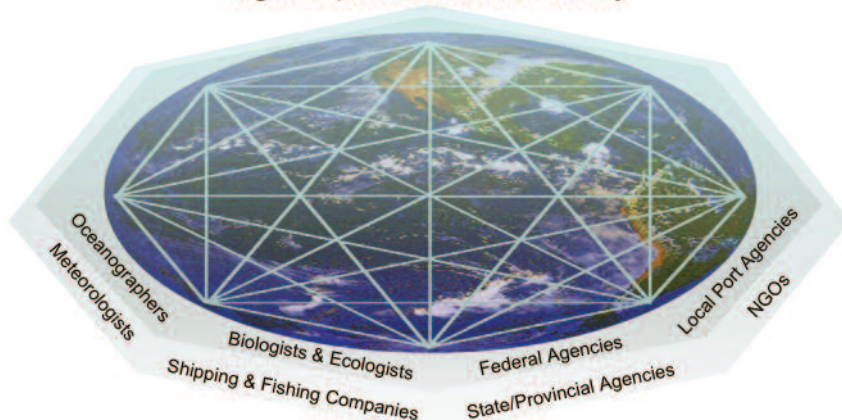 Oceanographers
Meteorologists
Biologists & Ecologists
Shipping & Fishing Companies
Federal Agencies
State/Provincial Agencies
Local Port Agencies
NGOs